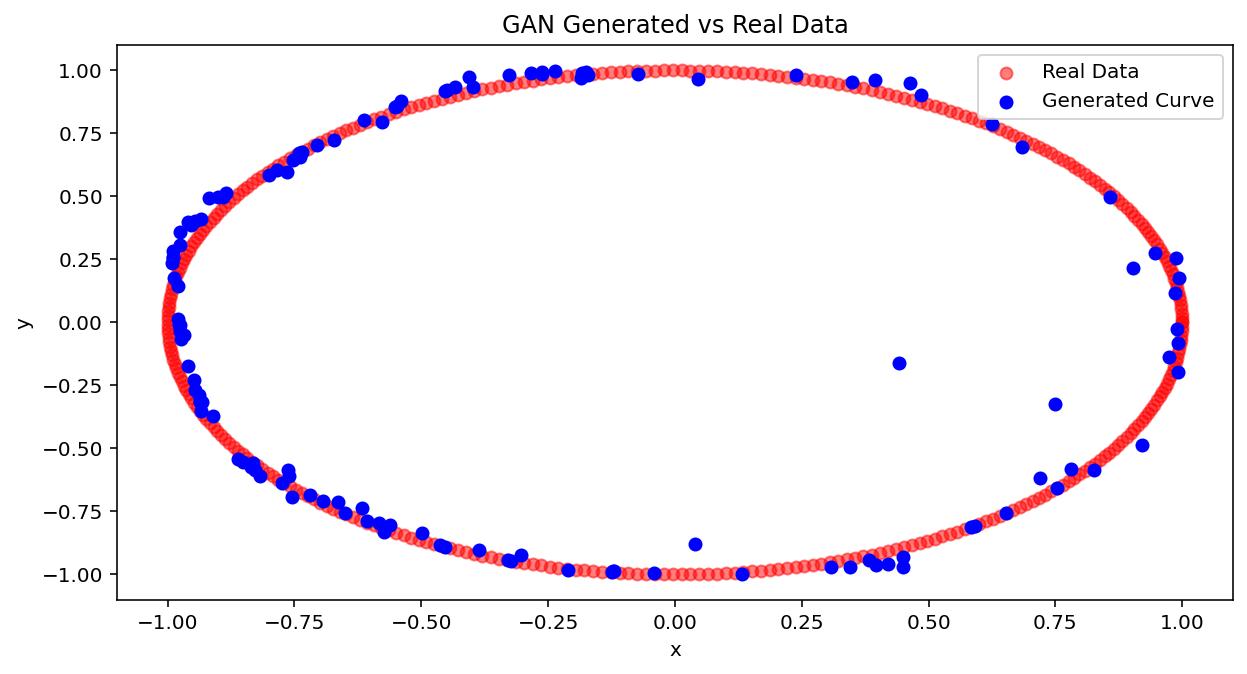 GAN Generated vs Real Data
Real Data
Generated Curve
1.00
0.75
0.50
0.25
0.00
−0.25
−0.50
−0.75
−1.00
y
−1.00 −0.75 −0.50 −0.25 0.00 0.25 0.50 0.75 1.00
x